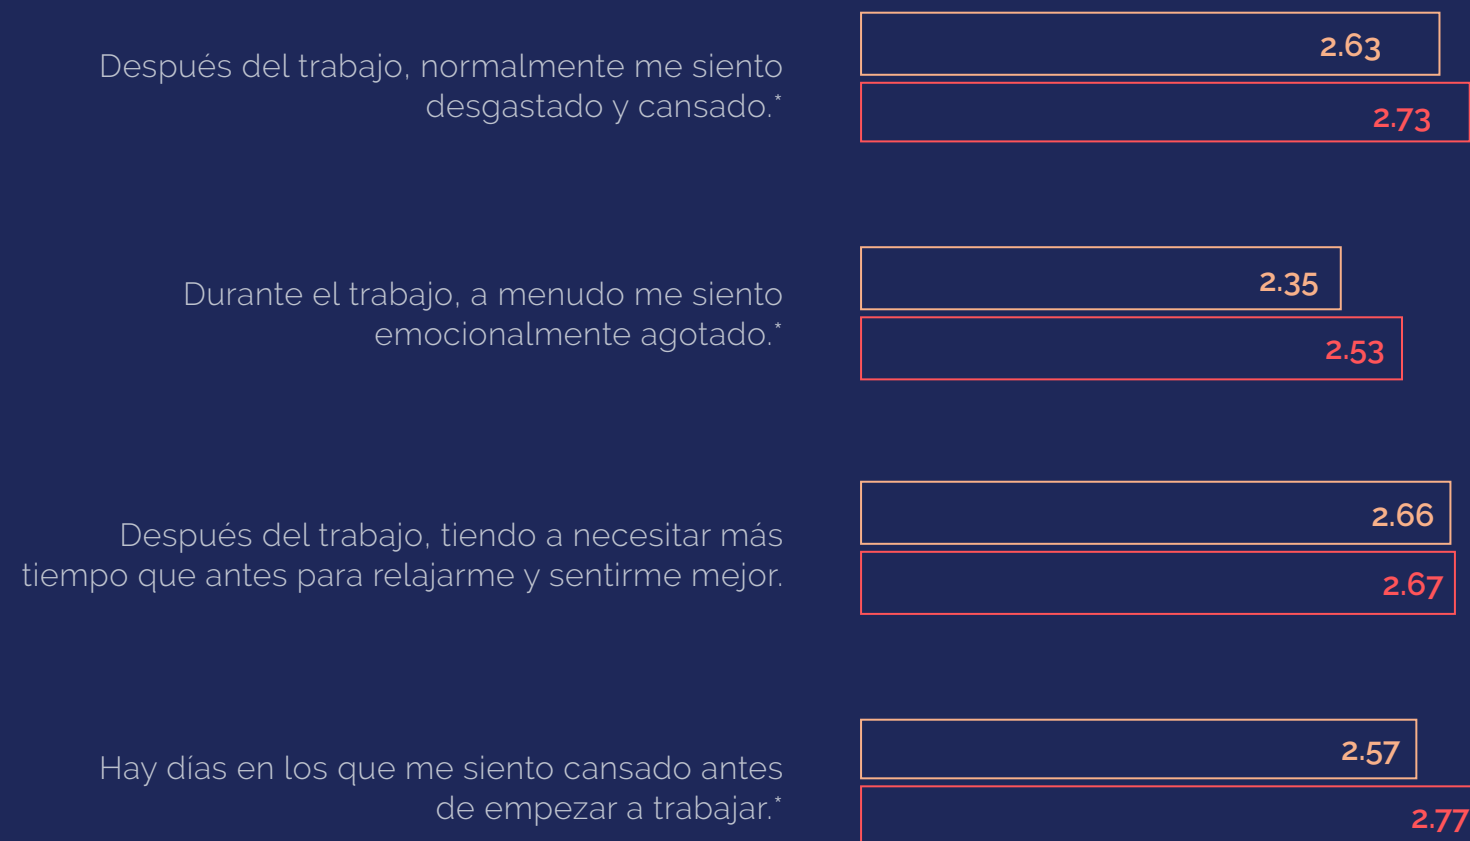 Después del trabajo, normalmente me siento
desgastado y cansado.*
2.63
2.73
Durante el trabajo, a menudo me siento
emocionalmente agotado.*
2.35
2.53
Después del trabajo, tiendo a necesitar más
tiempo que antes para relajarme y sentirme mejor.
2.66
2.67
Hay días en los que me siento cansado antes
de empezar a trabajar.*
2.57
2.77